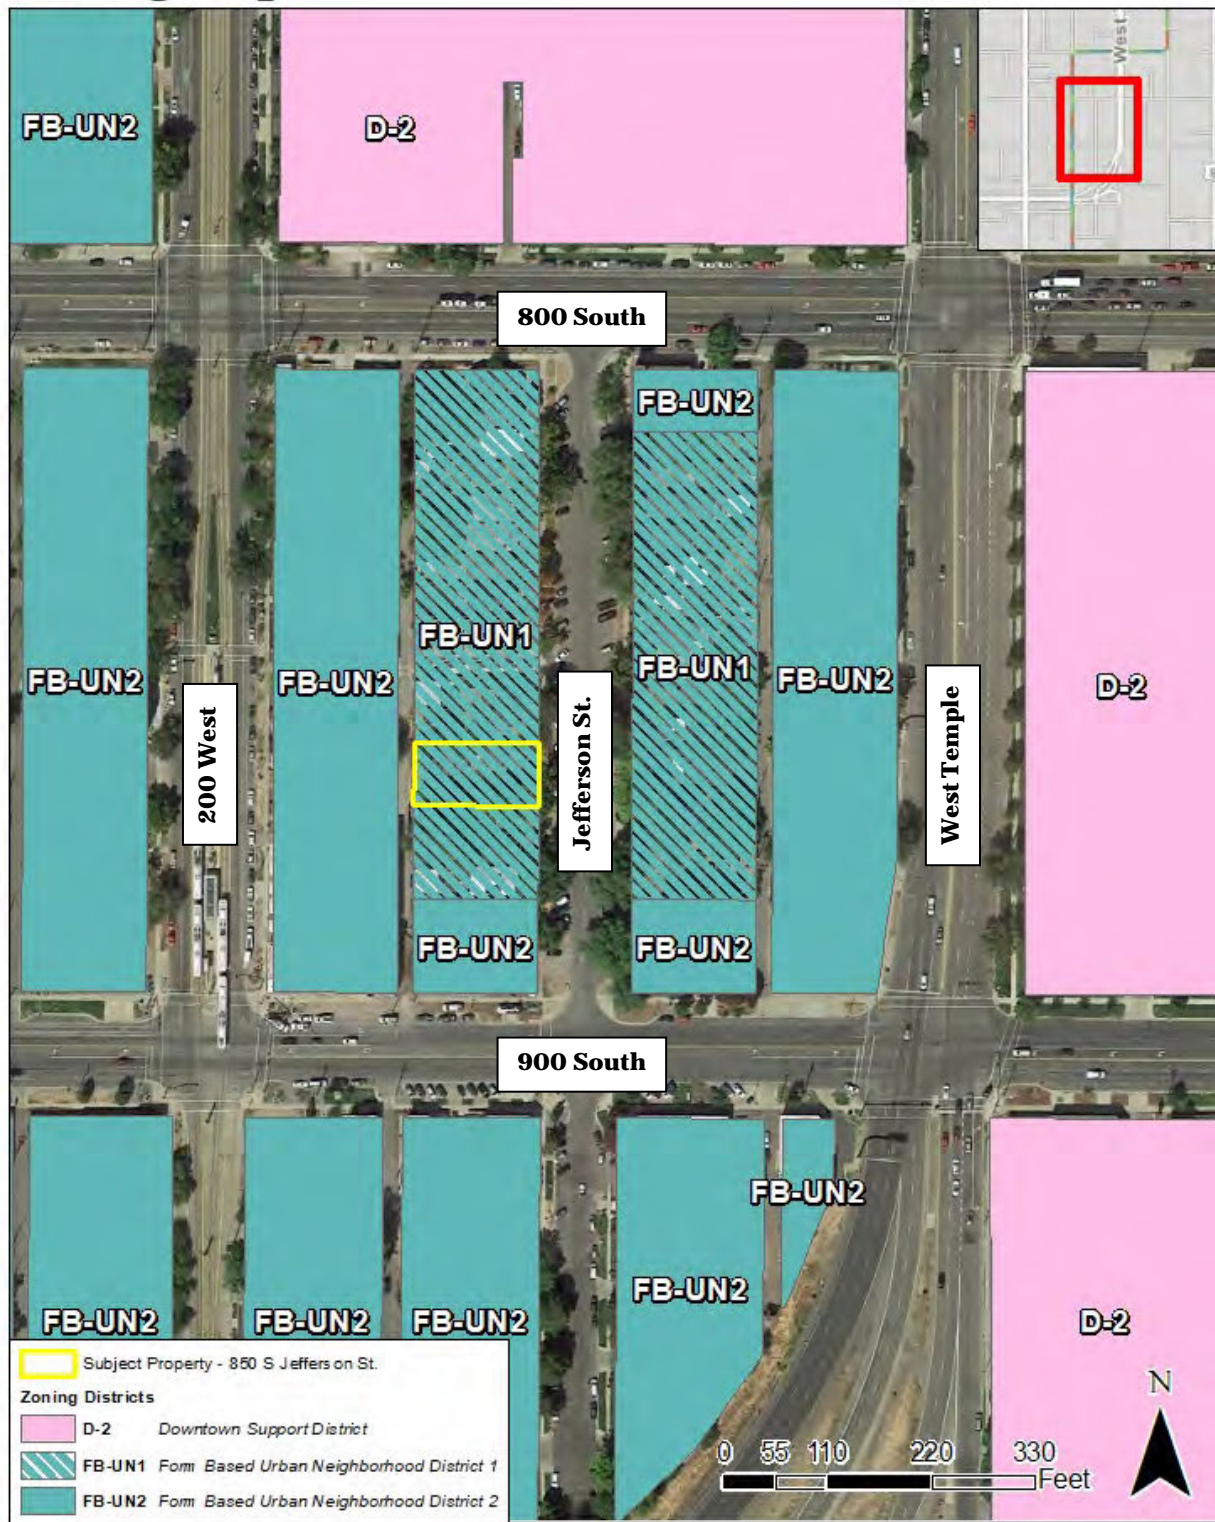 West
FB-UN2
D-2
800 South
FB-UN2
FB-UN1
FB-UN1
FB-UN2
FB-UN2
FB-UN2
D-2
200 West
Jefferson St.
West Temple
FB-UN2
FB-UN2
900 South
FB-UN2
FB-UN2
FB-UN2
FB-UN2
FB-UN2
D-2
Subject Property - 850 S Jefferson St.
Zoning Districts
D-2 Downtown Support District
FB-UN1 Form Based Urban Neighborhood District 1
FB-UN2 Form Based Urban Neighborhood District 2
0 55 110 220 330
Feet
N